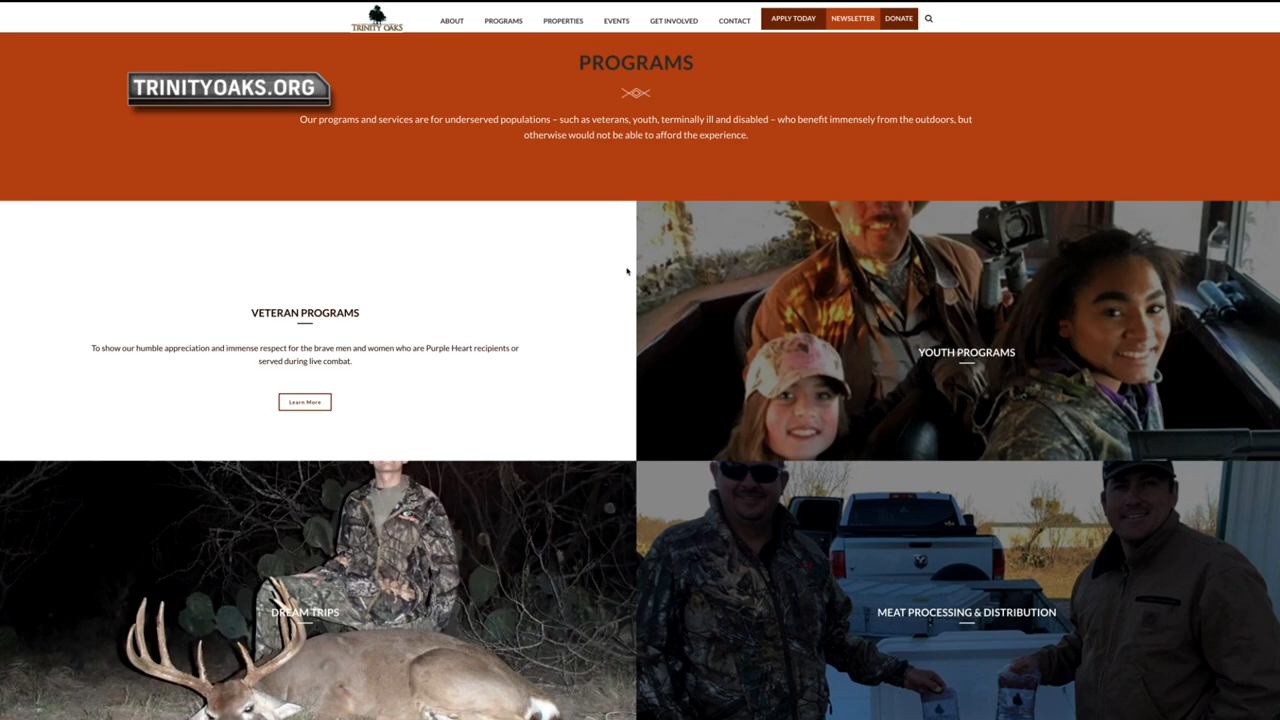 TRINITY OAKS
ABOUT PROGRAMS PROPERTIES EVENTS GET INVOLVED CONTACT APPLY TODAY NEWSLETTER DONATE
PROGRAMS
TRINITYOAKS.ORG
Our programs and services are for underserved populations – such as veterans, youth, terminally ill and disabled – who benefit immensely from the outdoors, but
otherwise would not be able to afford the experience.
VETERAN PROGRAMS
To show our humble appreciation and immense respect for the brave men and women who are Purple Heart recipients or
served during live combat.
Learn More
YOUTH PROGRAMS
DREAM TRIPS
MEAT PROCESSING & DISTRIBUTION